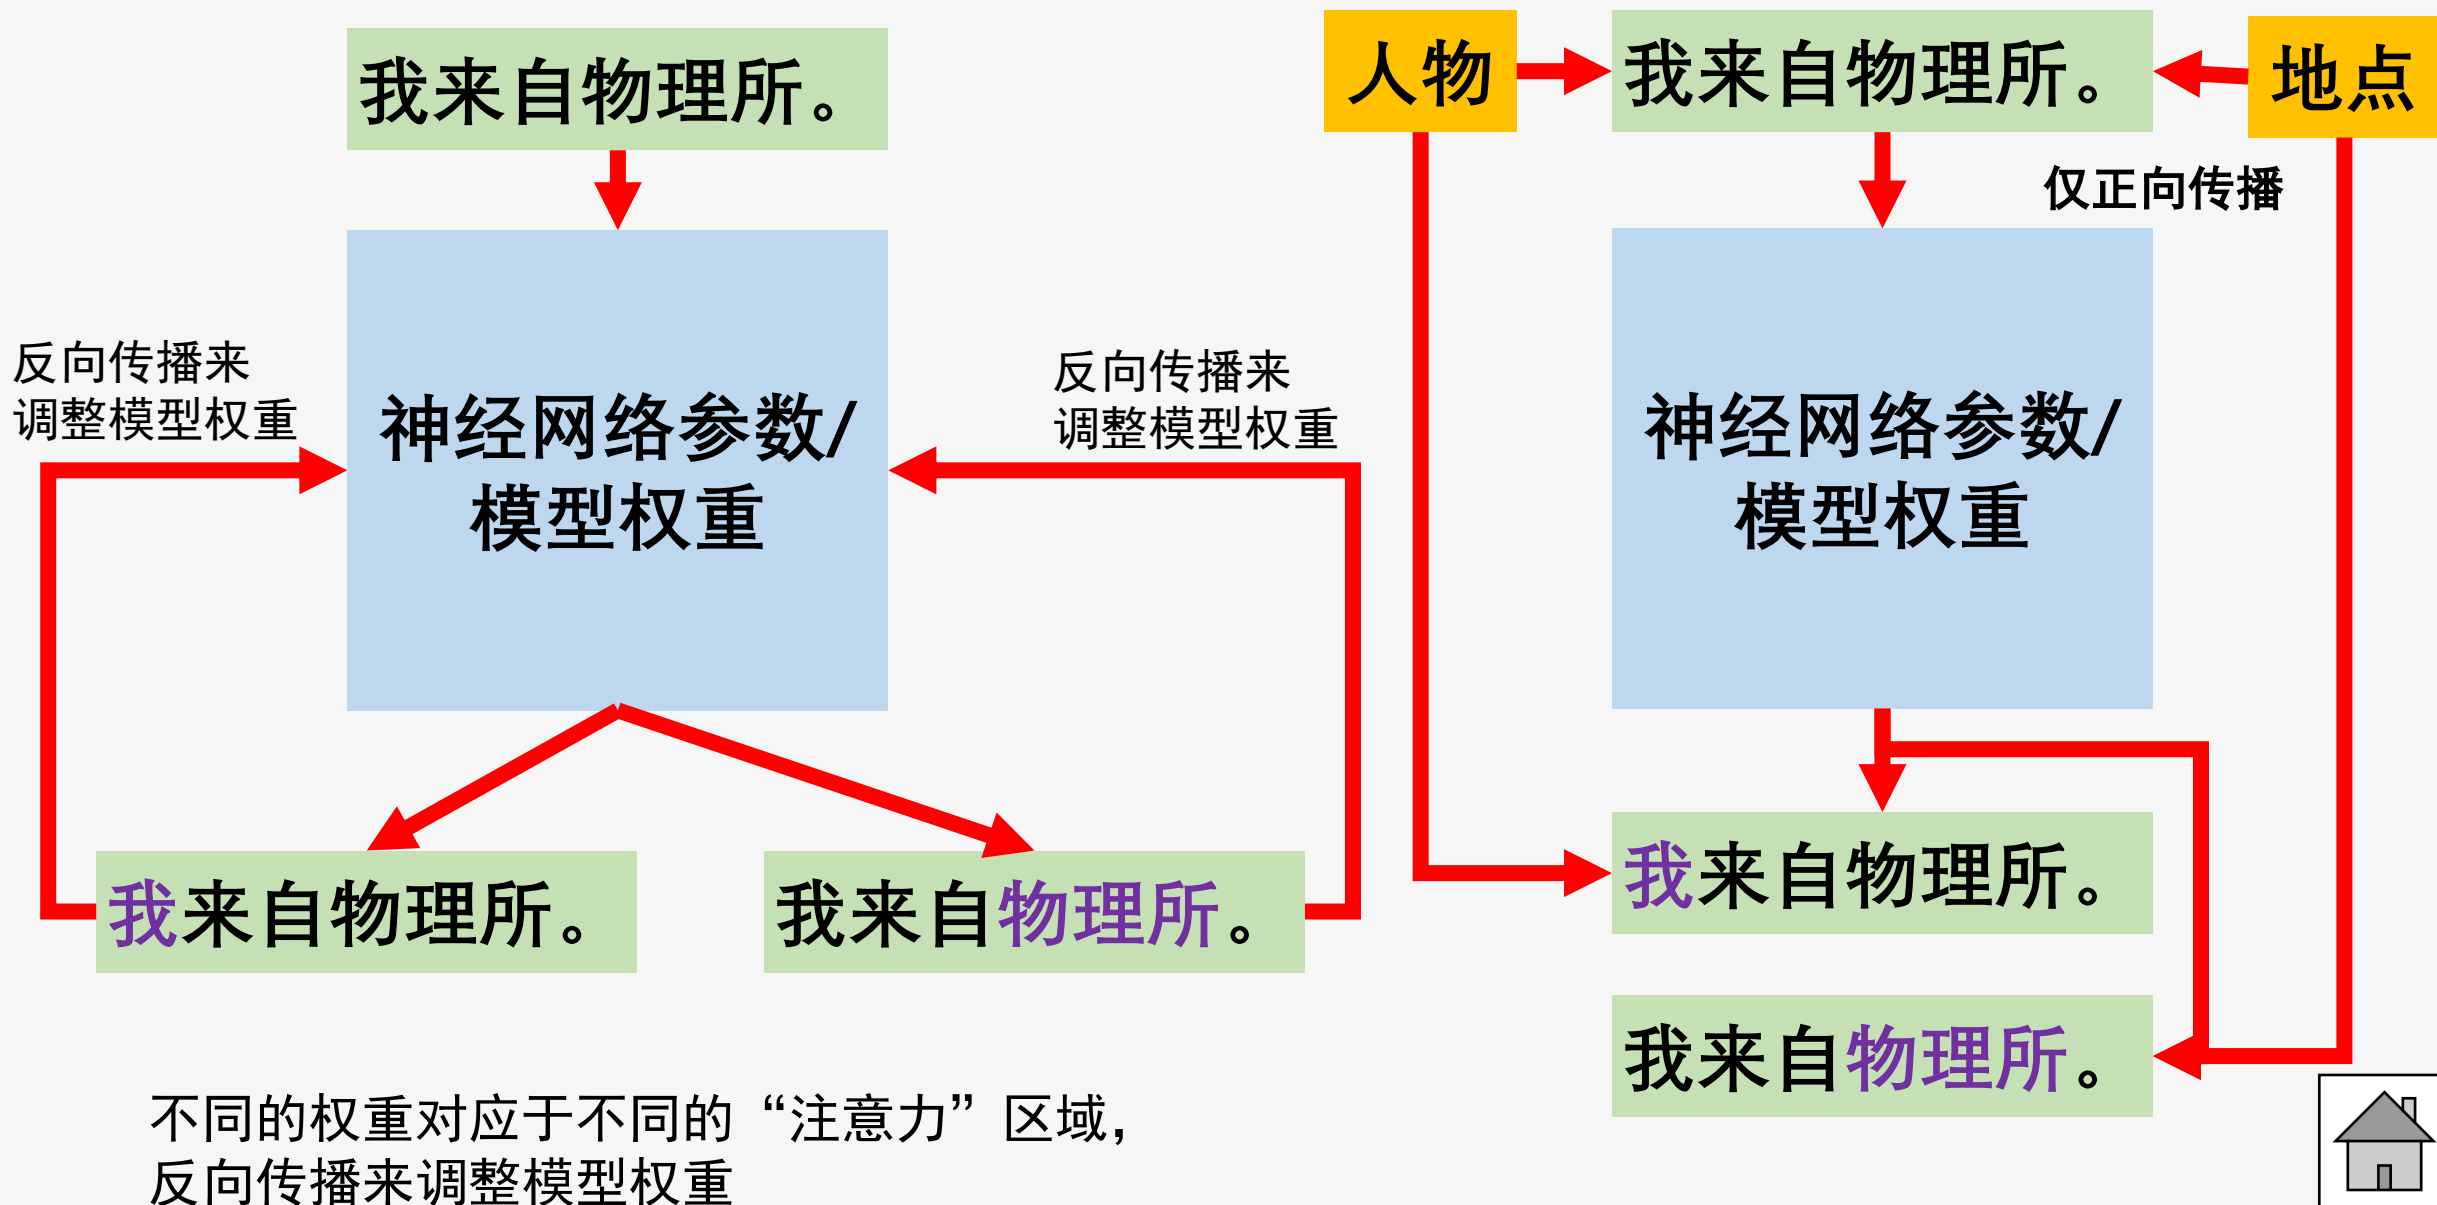 我来自物理所。
反向传播来
调整模型权重
神经网络参数/
模型权重
反向传播来
调整模型权重
我来自物理所。
我来自物理所。
不同的权重对应于不同的“注意力”区域，
反向传播来调整模型权重
人物
我来自物理所。
地点
仅正向传播
神经网络参数/
模型权重
我来自物理所。
我来自物理所。